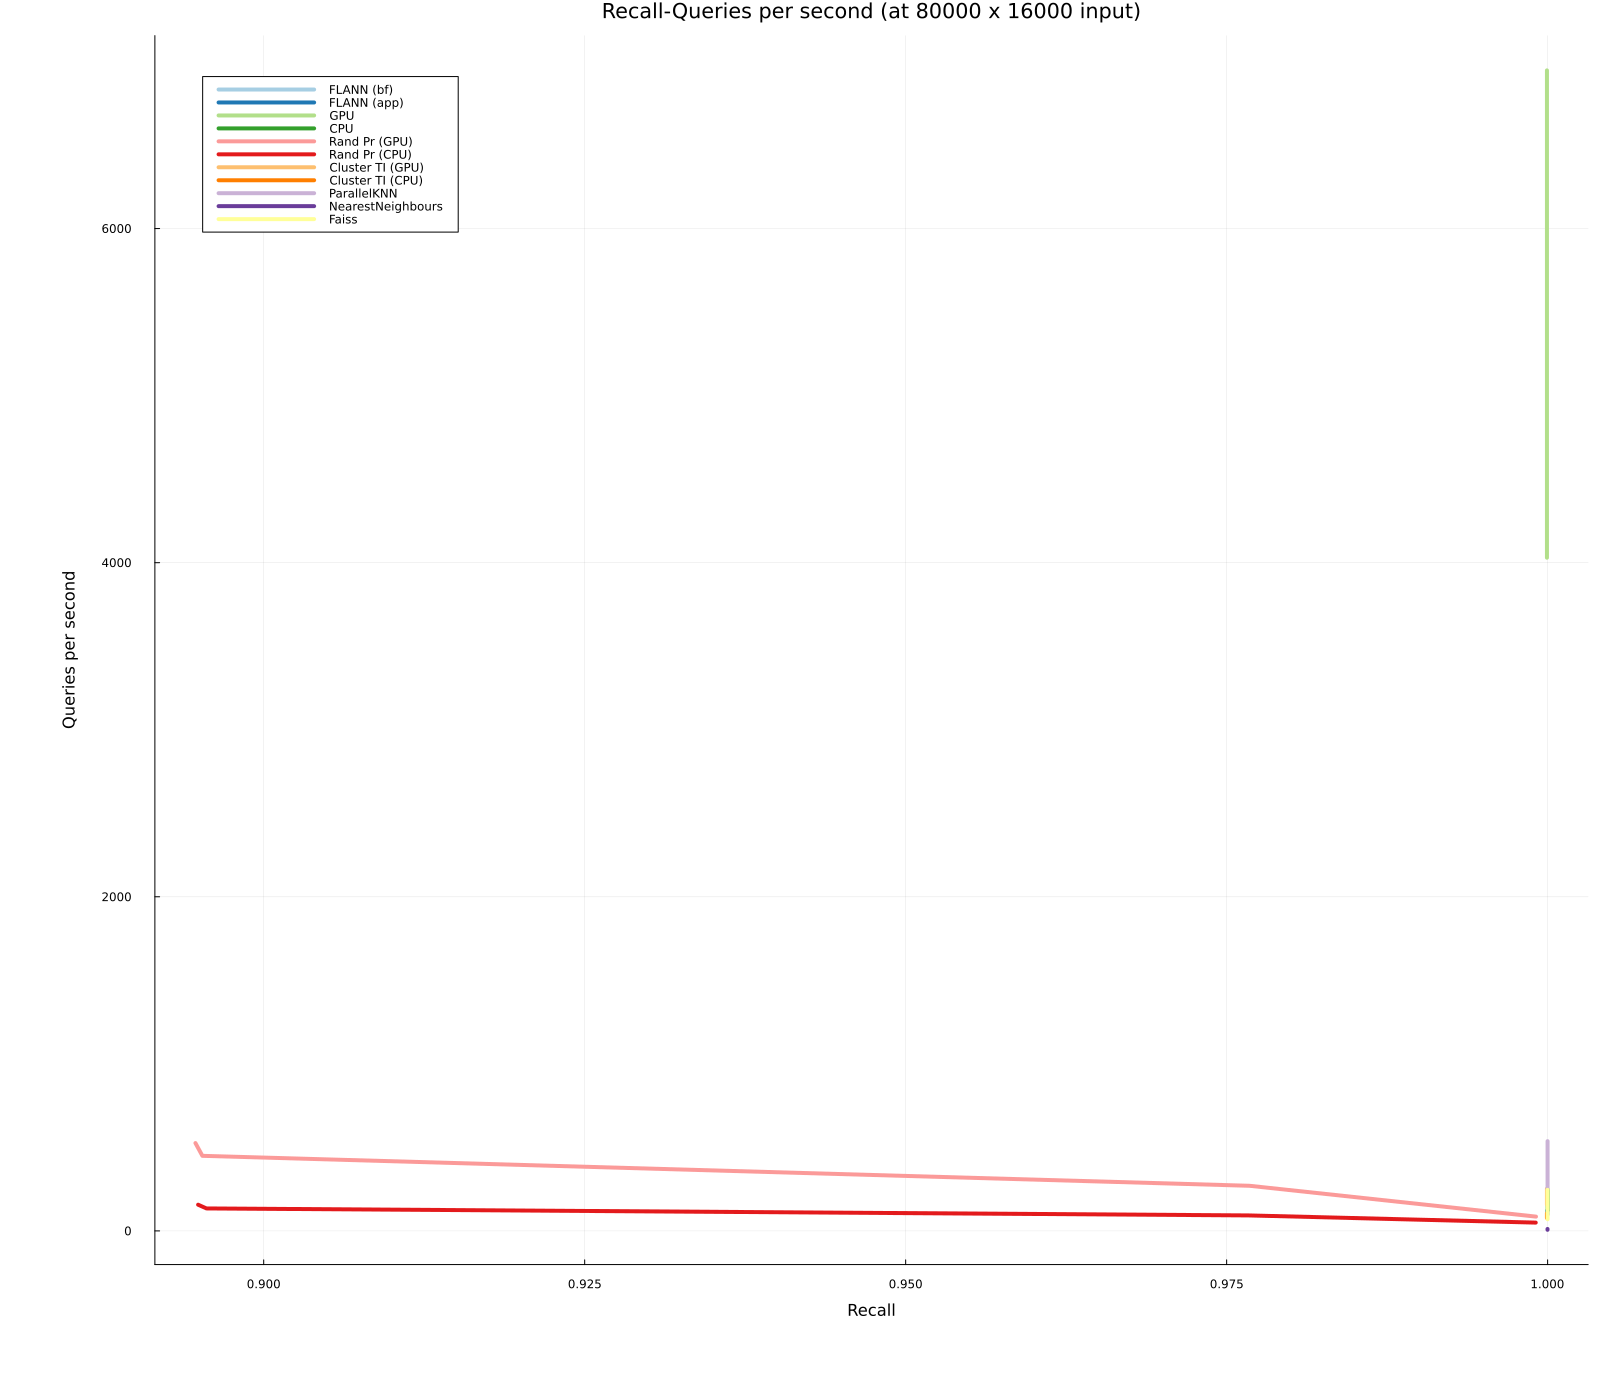 Recall-Queries per second (at 80000 x 16000 input)
FLANN (bf)
FLANN (app)
GPU
CPU
Rand Pr (GPU)
Rand Pr (CPU)
Cluster TI (GPU)
Cluster TI (CPU)
ParallelKNN
NearestNeighbours
Faiss
6000
4000
2000
0
Queries per second
0.900
0.925
0.950
0.975
1.000
Recall